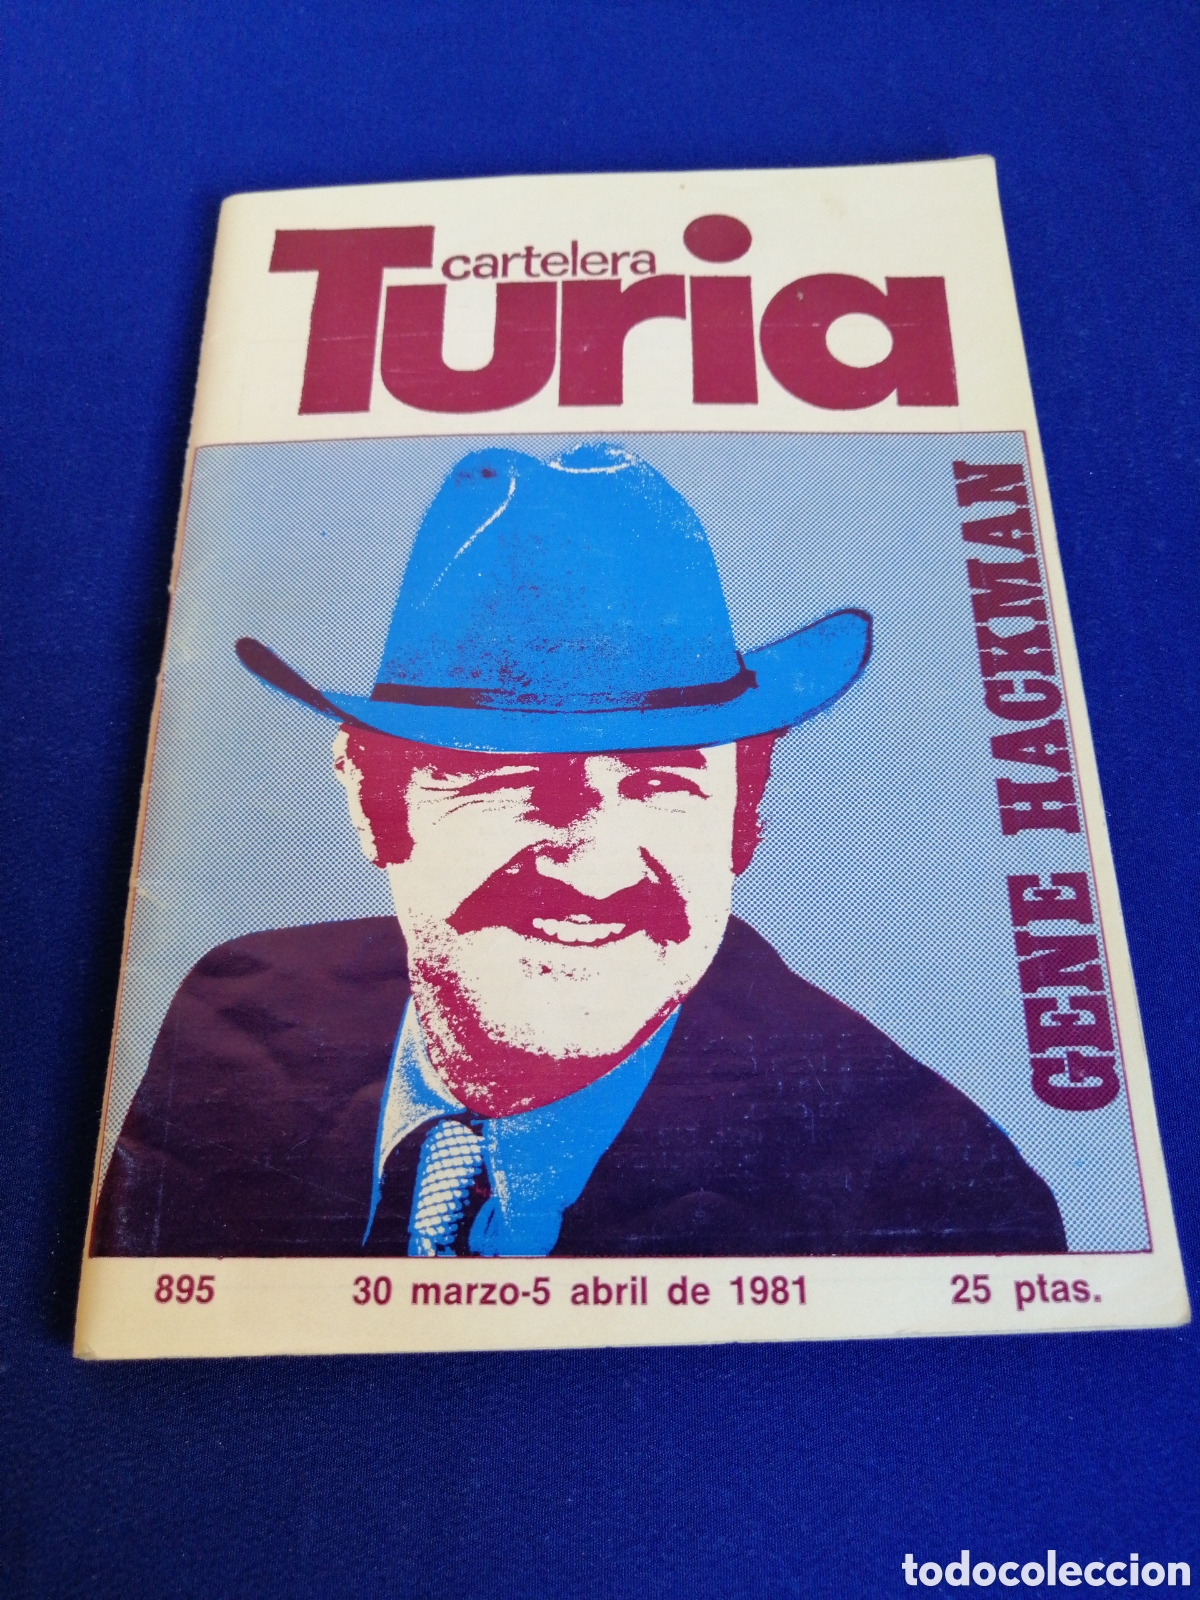 cartelera
Turia
GENE HACKMAN
895 30 marzo-5 abril de 1981 25 ptas.
todocoleccion